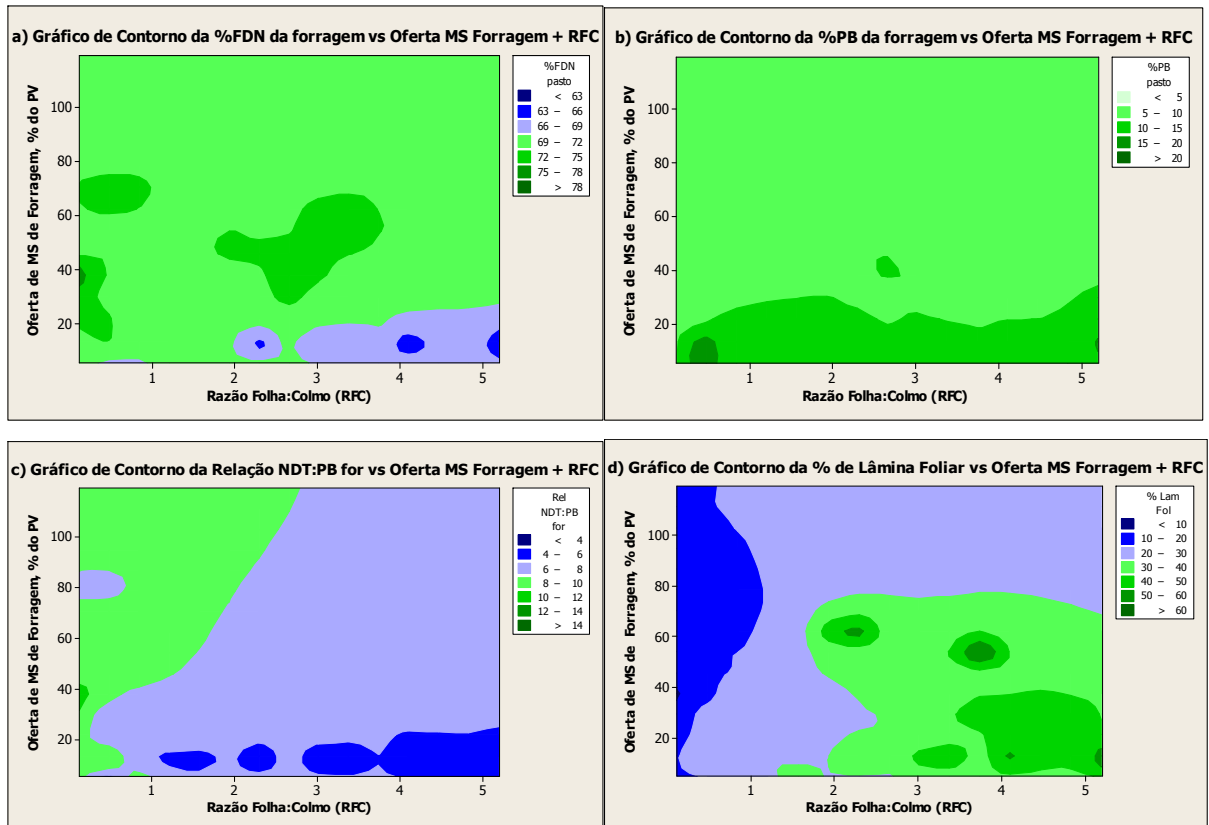 a) Gráfico de Contorno da %FDN da forragem vs Oferta MS Forragem + RFC
%FDN
pasto
< 63
63 – 66
66 – 69
69 – 72
72 – 75
75 – 78
> 78
Oferta de MS de Forragem, % do PV
100
80
60
40
20
1 2 3 4 5
Razão Folha:Colmo (RFC)
b) Gráfico de Contorno da %PB da forragem vs Oferta MS Forragem + RFC
%PB
pasto
< 5
5 – 10
10 – 15
15 – 20
> 20
Oferta de MS de Forragem, % do PV
100
80
60
40
20
1 2 3 4 5
Razão Folha:Colmo (RFC)
c) Gráfico de Contorno da Relação NDT:PB for vs Oferta MS Forragem + RFC
Rel
NDT:PB
for
< 4
4 – 6
6 – 8
8 – 10
10 – 12
12 – 14
> 14
Oferta de MS de Forragem, % do PV
100
80
60
40
20
1 2 3 4 5
Razão Folha:Colmo (RFC)
d) Gráfico de Contorno da % de Lâmina Foliar vs Oferta MS Forragem + RFC
% Lam
Fol
< 10
10 – 20
20 – 30
30 – 40
40 – 50
50 – 60
> 60
Oferta de MS de Forragem, % do PV
100
80
60
40
20
1 2 3 4 5
Razão Folha:Colmo (RFC)